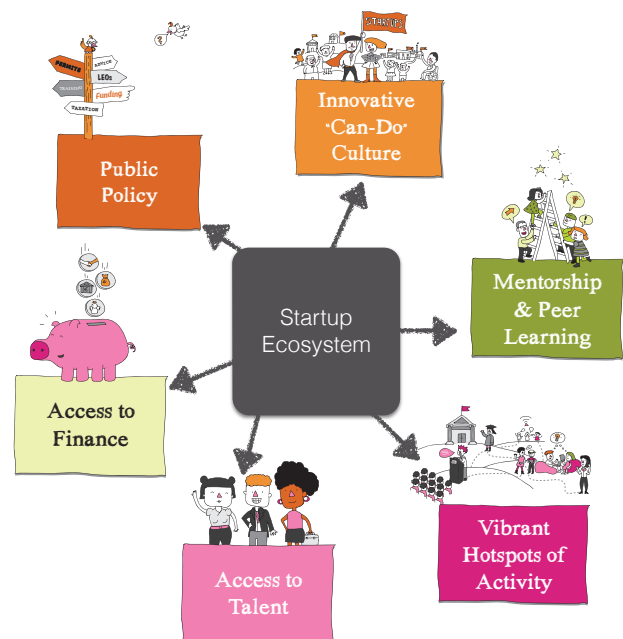 STARTUPS
PERMITS
ADVICE
LEOs
TRAINING
Funding
TAXATION
Innovative
"Can-Do"
Culture
Public
Policy
Mentorship
& Peer
Learning
Startup
Ecosystem
Access to
Finance
Vibrant
Hotspots of
Activity
Access to
Talent